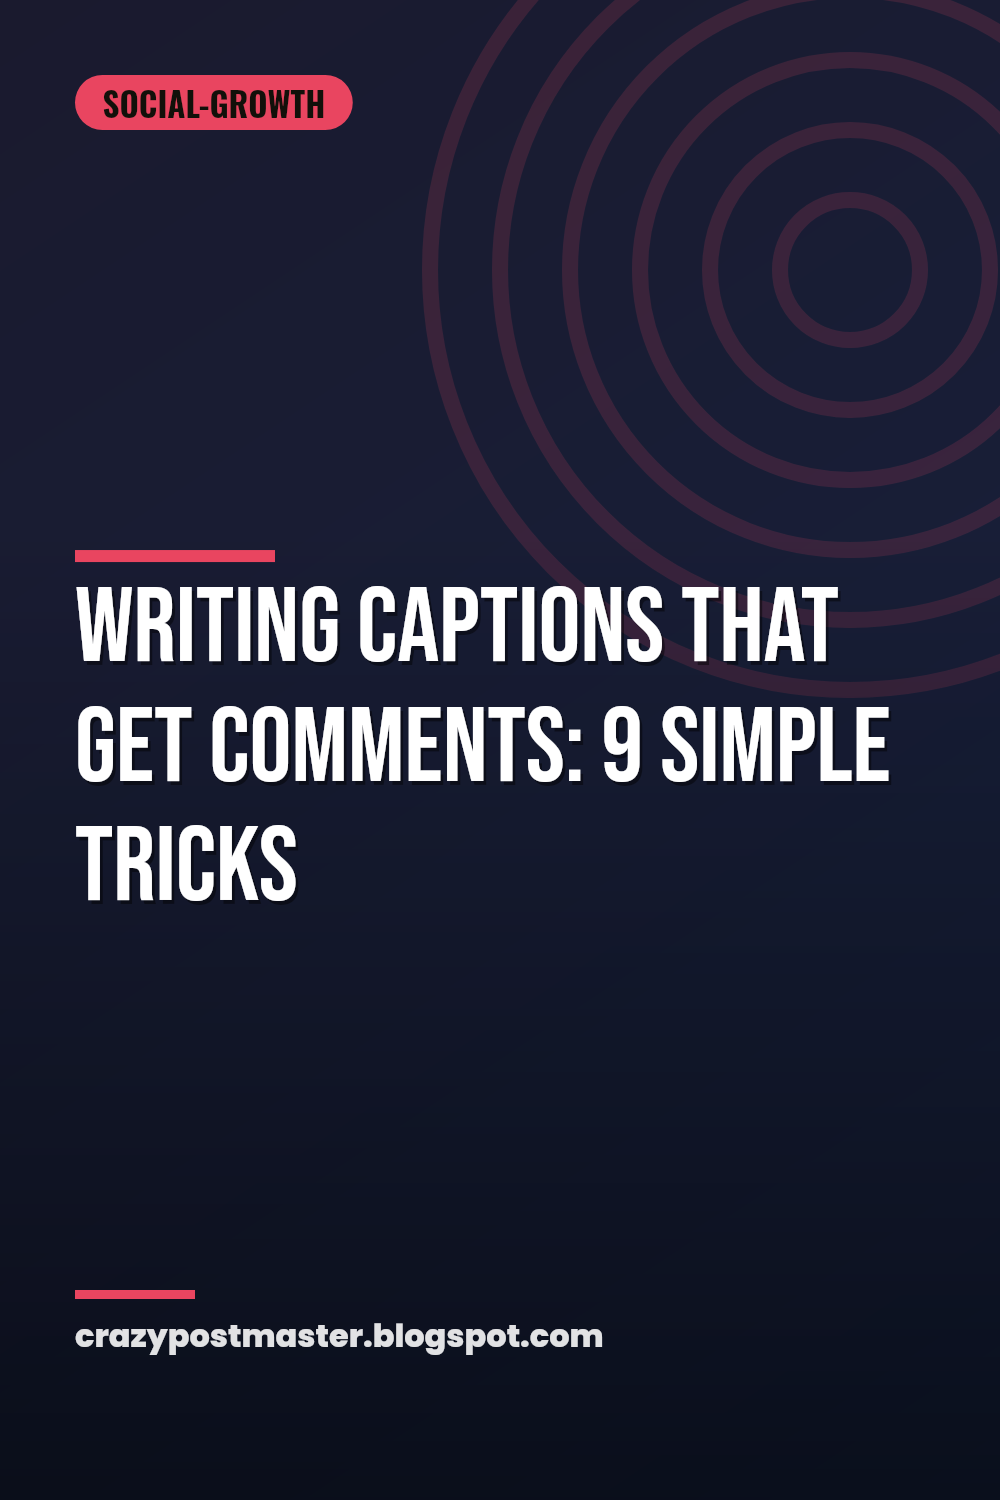 SOCIAL-GROWTH
WRITING CAPTIONS THAT
GET COMMENTS: 9 SIMPLE
TRICKS
crazypostmaster.blogspot.com